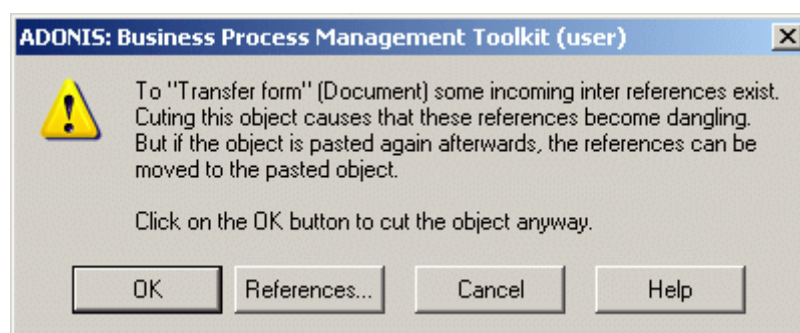 ADONIS: Business Process Management Toolkit (user)
To "Transfer form" (Document) some incoming inter references exist.
Cuting this object causes that these references become dangling.
But if the object is pasted again afterwards, the references can be
moved to the pasted object.
Click on the OK button to cut the object anyway.
OK References... Cancel Help